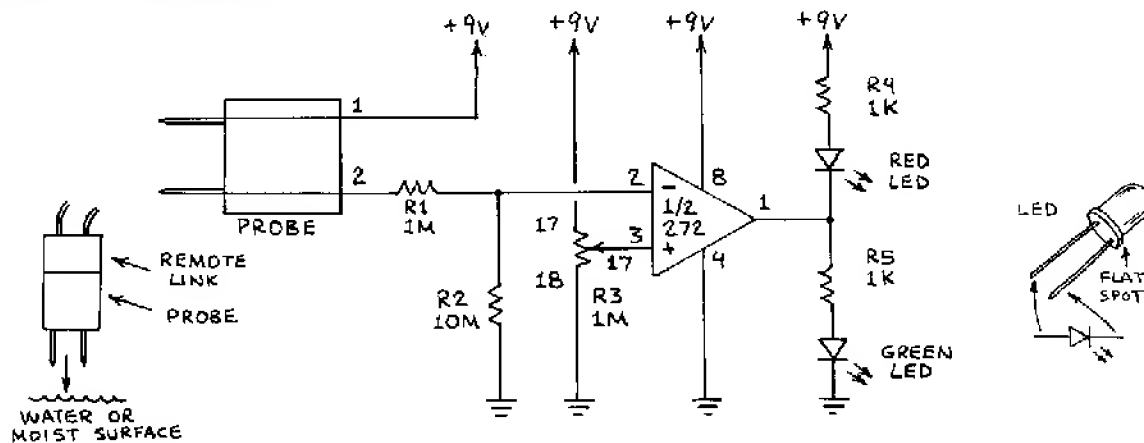 +9V
+9V
+9V
+9V
1
2
PROBE
R1
1M
R2
10M
17
17
18
R3
1M
2
-
3
+
1/2
272
8
4
1
R4
1K
RED
LED
R5
1K
GREEN
LED
REMOTE
LINK
PROBE
WATER OR
MOIST SURFACE
LED
FLAT
SPOT